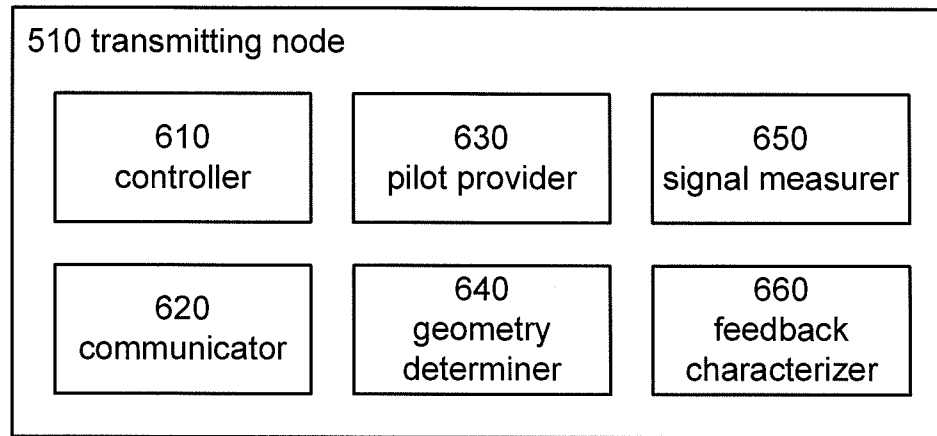 510 transmitting node
610
controller
630
pilot provider
650
signal measurer
620
communicator
640
geometry
determiner
660
feedback
characterizer